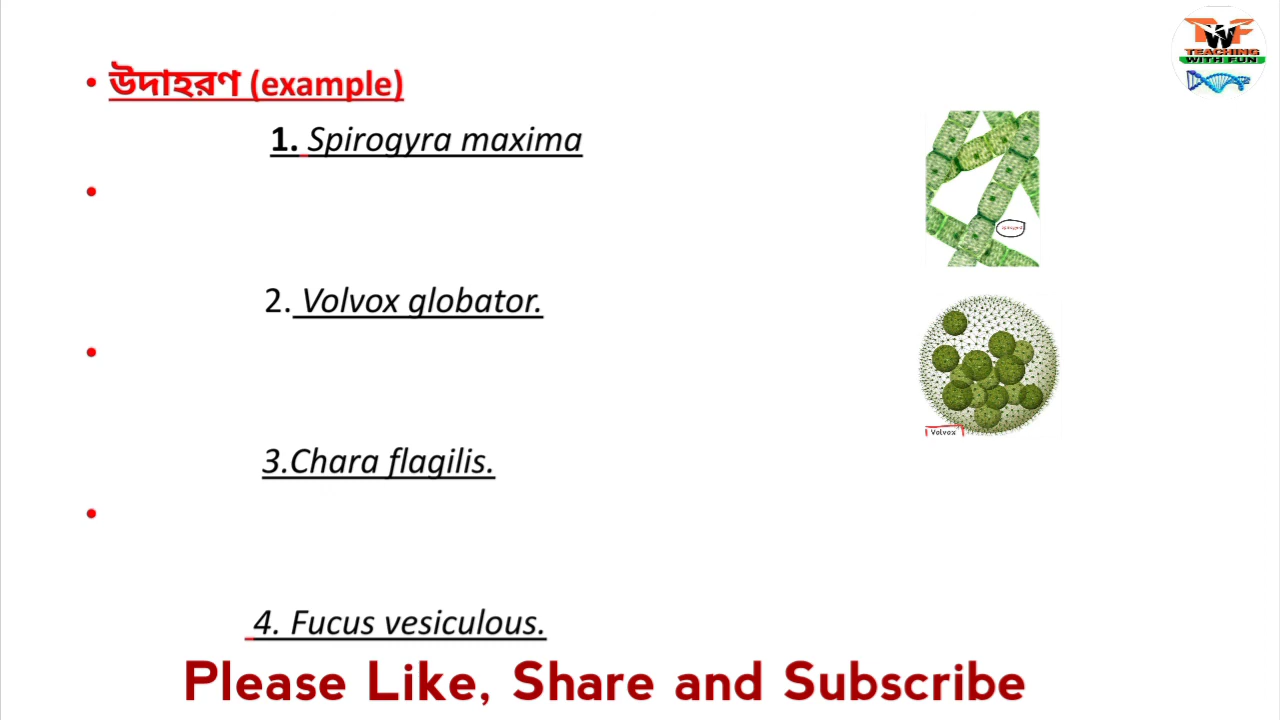 • উদাহরণ (example)
1. Spirogyra maxima
•
2. Volvox globator.
•
3.Chara flagilis.
•
4. Fucus vesiculous.
Please Like, Share and Subscribe
TEACHING
WITH FUN
Volvox